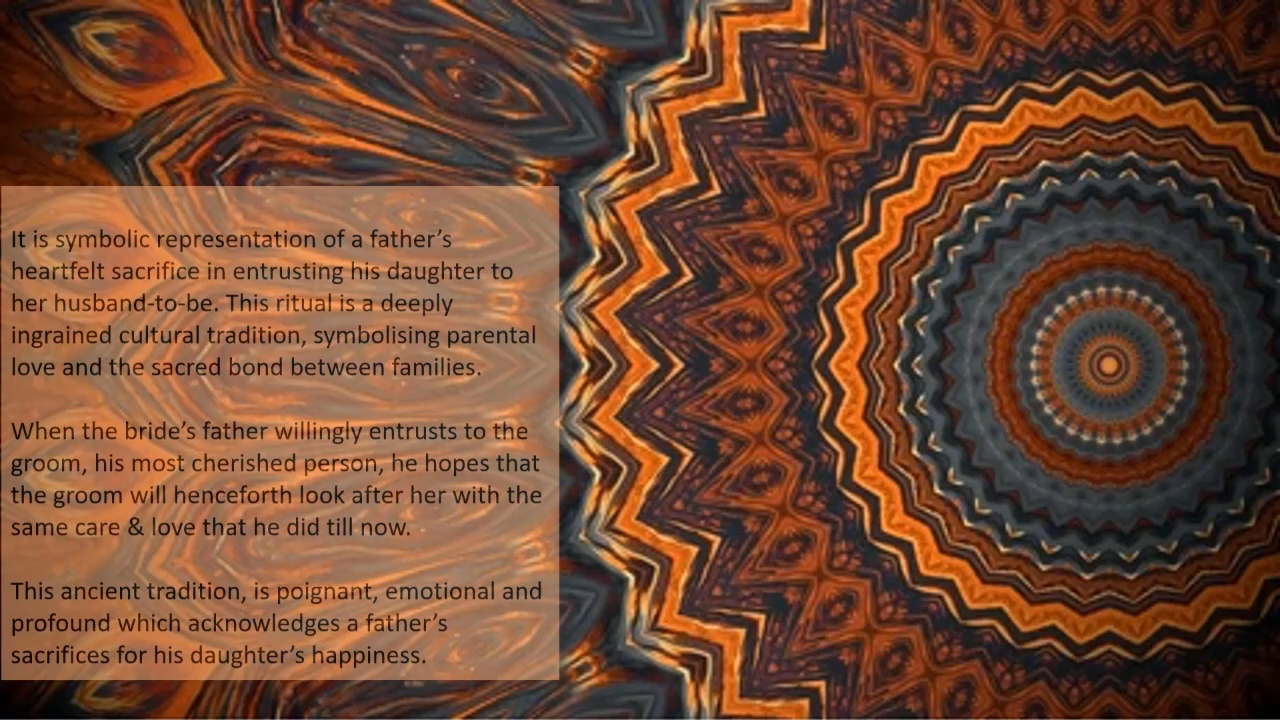 It is symbolic representation of a father’s
heartfelt sacrifice in entrusting his daughter to
her husband-to-be. This ritual is a deeply
ingrained cultural tradition, symbolising parental
love and the sacred bond between families.
When the bride’s father willingly entrusts to the
groom, his most cherished person, he hopes that
the groom will henceforth look after her with the
same care & love that he did till now.
This ancient tradition, is poignant, emotional and
profound which acknowledges a father’s
sacrifices for his daughter’s happiness.